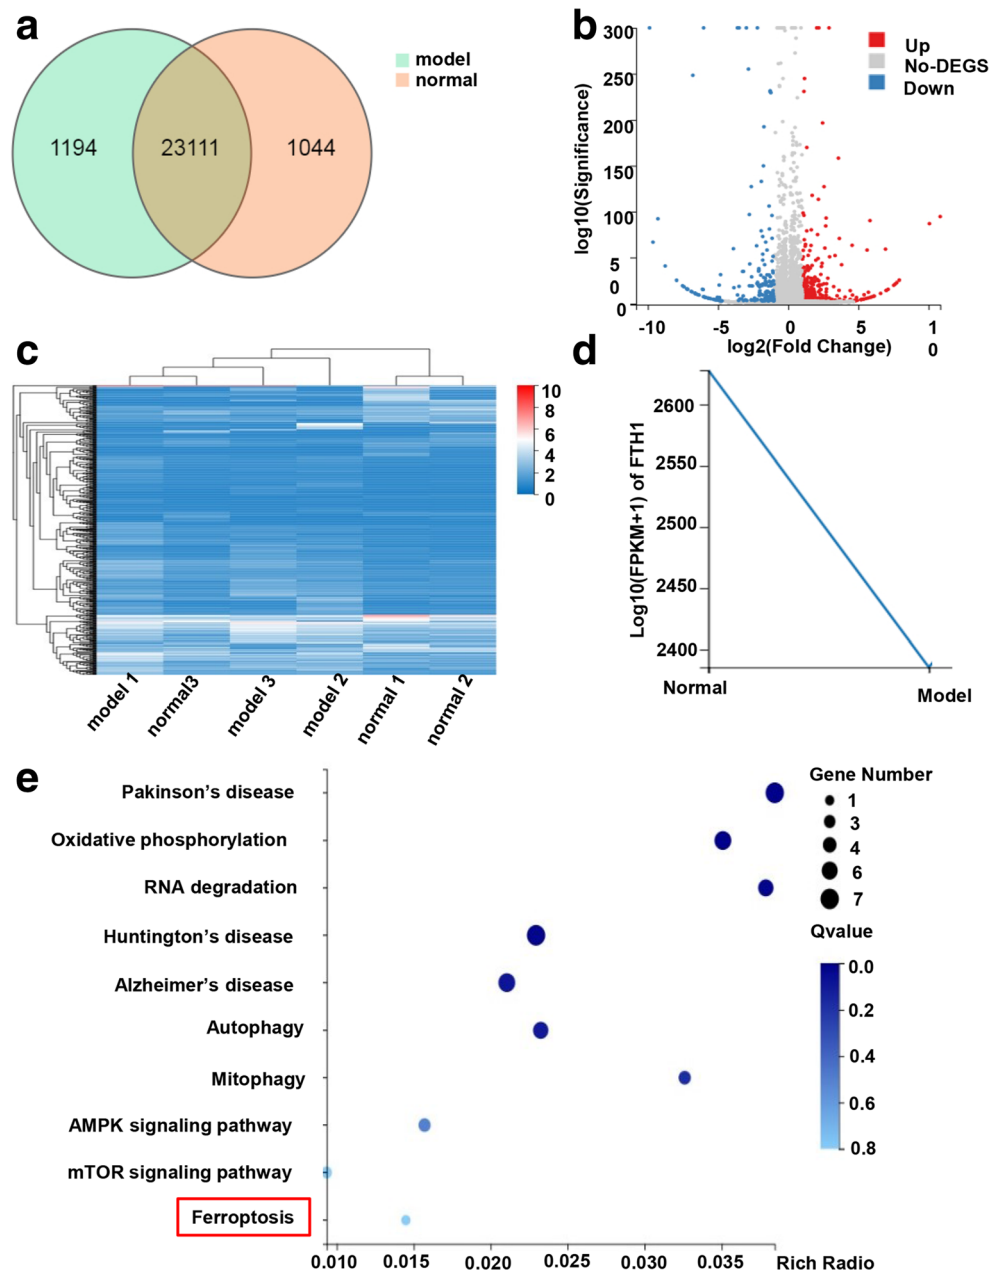 a
model
normal
1194
23111
1044
b
Up
No-DEGS
Down
300
250
200
150
100
5
0
0
log10(Significance)
-10
-5
0
5
1
0
log2(Fold Change)
c
10
8
6
4
2
0
model 1
normal3
model 3
model 2
normal 1
normal 2
d
Log10(FPKM+1) of FTH1
2600
2550
2500
2450
2400
Normal
Model
e
Pakinson's disease
Oxidative phosphorylation
RNA degradation
Huntington's disease
Alzheimer's disease
Autophagy
Mitophagy
AMPK signaling pathway
mTOR signaling pathway
Ferroptosis
0.010
0.015
0.020
0.025
0.030
0.035
Rich Radio
Gene Number
1
3
4
6
7
Qvalue
0.0
0.2
0.4
0.6
0.8